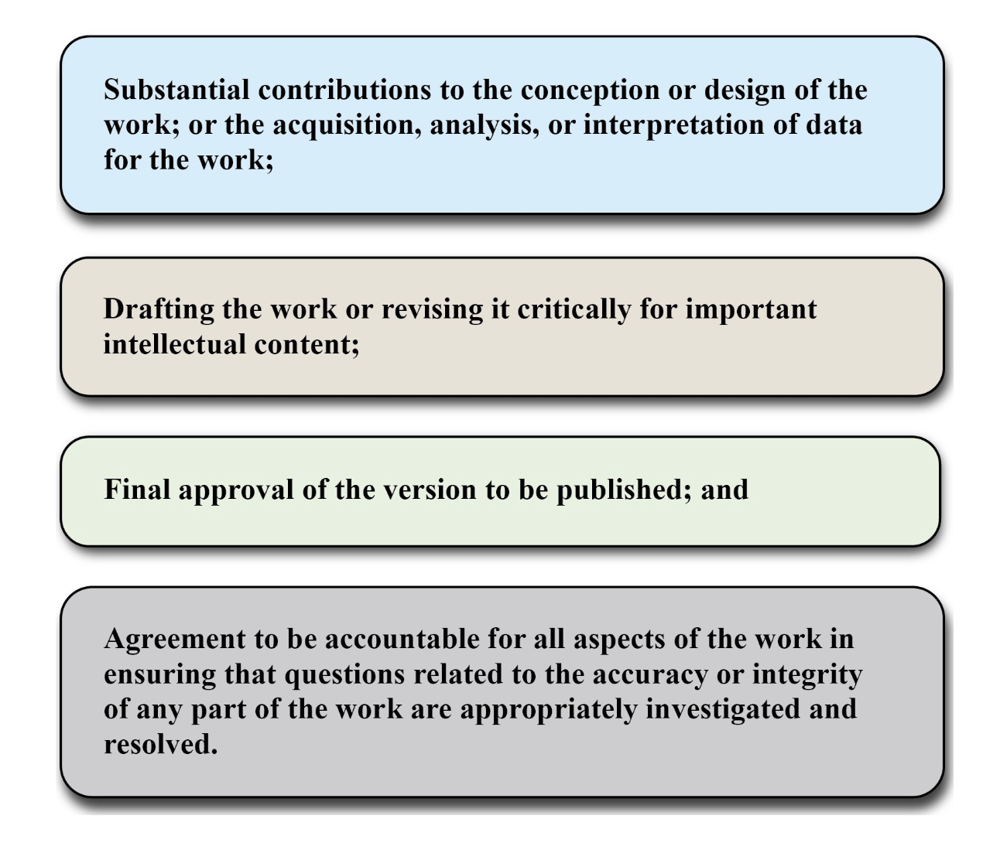 Substantial contributions to the conception or design of the
work; or the acquisition, analysis, or interpretation of data
for the work;
Drafting the work or revising it critically for important
intellectual content;
Final approval of the version to be published; and
Agreement to be accountable for all aspects of the work in
ensuring that questions related to the accuracy or integrity
of any part of the work are appropriately investigated and
resolved.